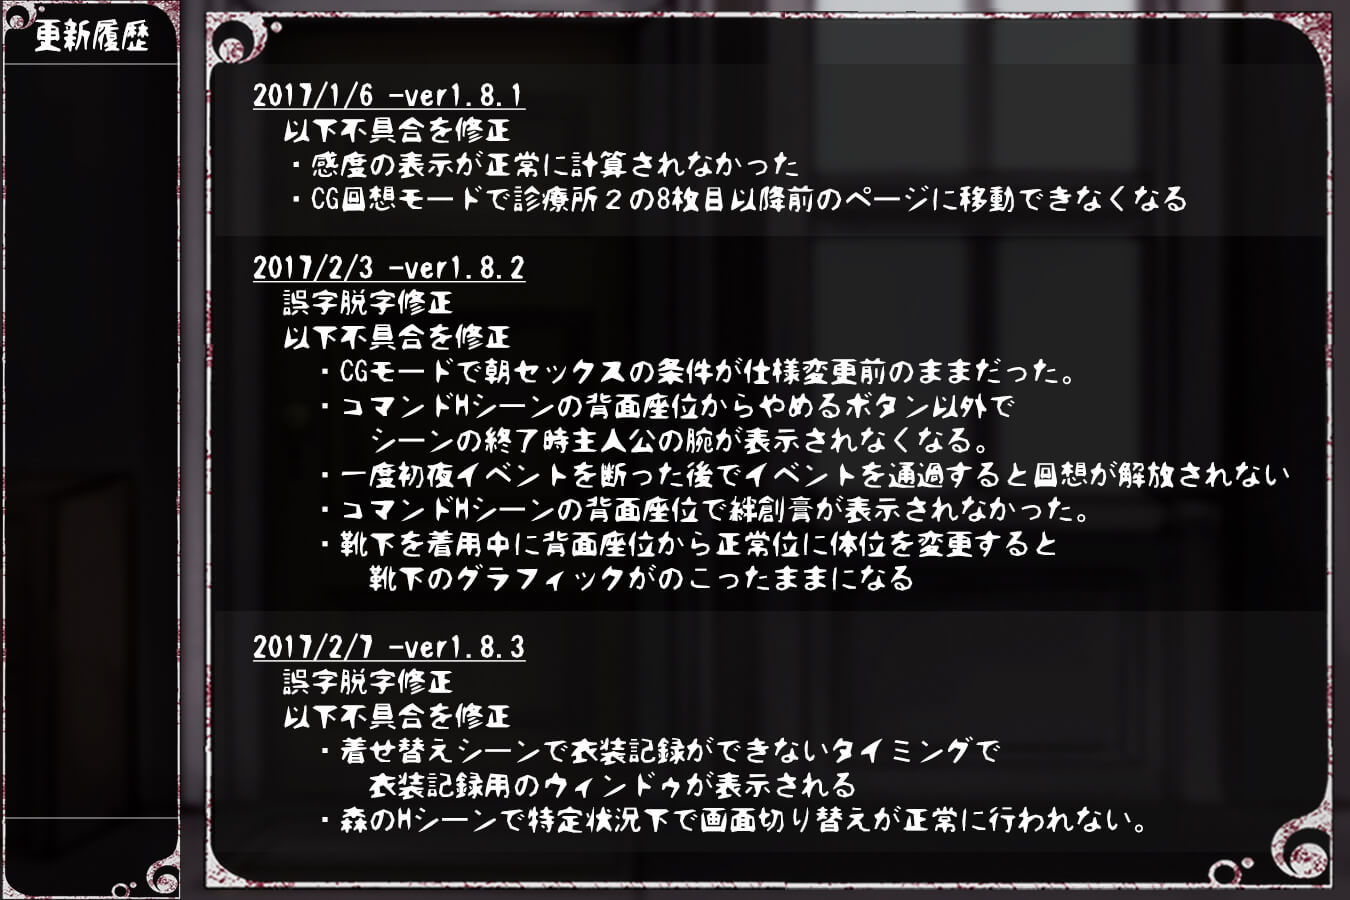 更新履歴
2017/1/6 -ver1.8.1
以下不具合を修正
・感度の表示が正常に計算されなかった
・CG回想モードで診療所２の8枚目以降前のページに移動できなくなる
2017/2/3 -ver1.8.2
誤字脱字修正
以下不具合を修正
・CGモードで朝セックスの条件が仕様変更前のままだった。
・コマンドHシーンの背面座位からやめるボタン以外で
シーンの終了時主人公の腕が表示されなくなる。
・一度初夜イベントを断った後でイベントを通過すると回想が解放されない
・コマンドHシーンの背面座位で絆創膏が表示されなかった。
・靴下を着用中に背面座位から正常位に体位を変更すると
靴下のグラフィックがのこったままになる
2017/2/7 -ver1.8.3
誤字脱字修正
以下不具合を修正
・着せ替えシーンで衣装記録ができないタイミングで
衣装記録用のウィンドゥが表示される
・森のHシーンで特定状況下で画面切り替えが正常に行われない。